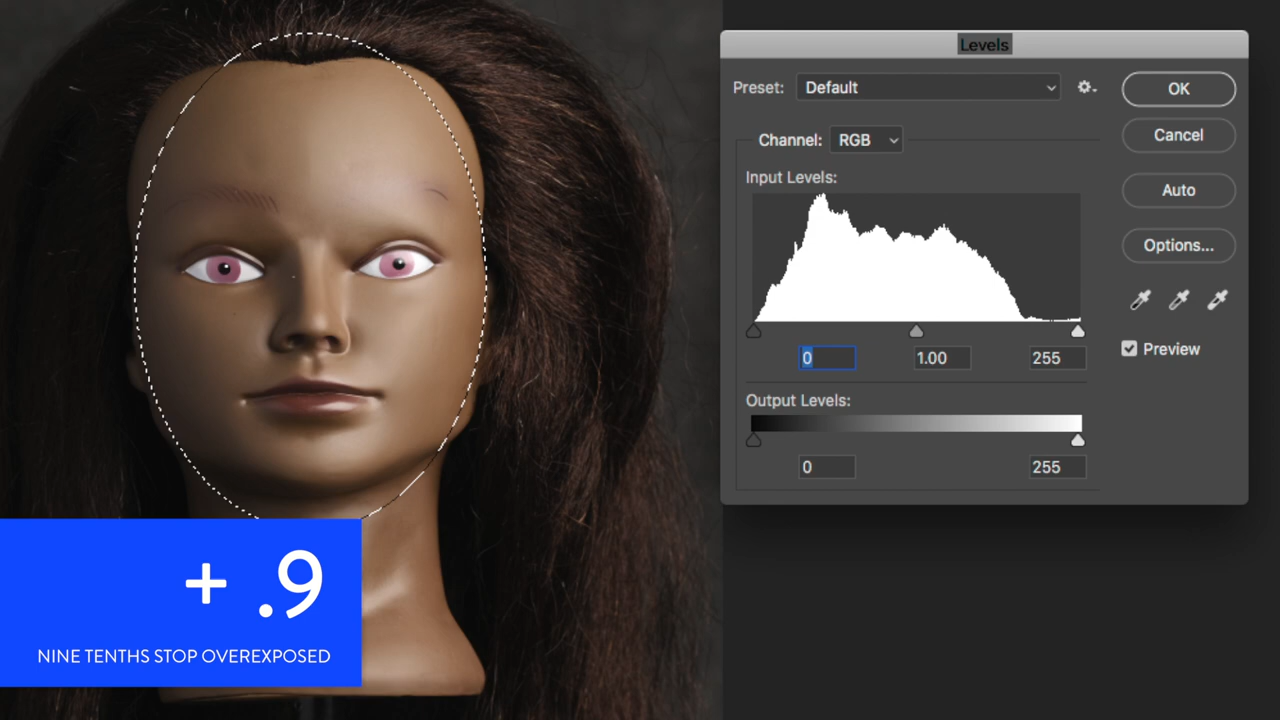 Levels
Preset: Default
OK
Channel: RGB
Cancel
Input Levels:
Auto
Options...
0 1.00 255
Preview
Output Levels:
0 255
+ .9
NINE TENTHS STOP OVEREXPOSED